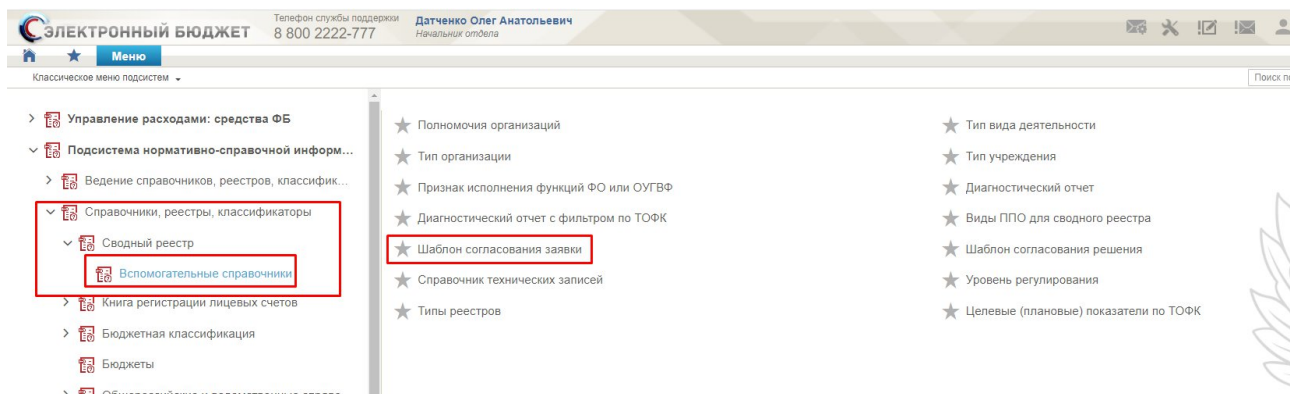 Телефон службы поддержки
Датченко Олег Анатольевич
ЭЛЕКТРОННЫЙ БЮДЖЕТ
8 800 2222-777
Начальник отдела
Меню
Классическое меню подсистем
Поиск
Управление расходами: средства ФБ
Подсистема нормативно-справочной информ...
Ведение справочников, реестров, классифик...
Справочники, реестры, классификаторы
Сводный реестр
Вспомогательные справочники
Книга регистрации лицевых счетов
Бюджетная классификация
Бюджеты
Полномочия организаций
Тип организации
Признак исполнения функций ФО или ОУГВФ
Диагностический отчет с фильтром по ТОФК
Шаблон согласования заявки
Справочник технических записей
Типы реестров
Тип вида деятельности
Тип учреждения
Диагностический отчет
Виды ППО для сводного реестра
Шаблон согласования решения
Уровень регулирования
Целевые (плановые) показатели по ТОФК